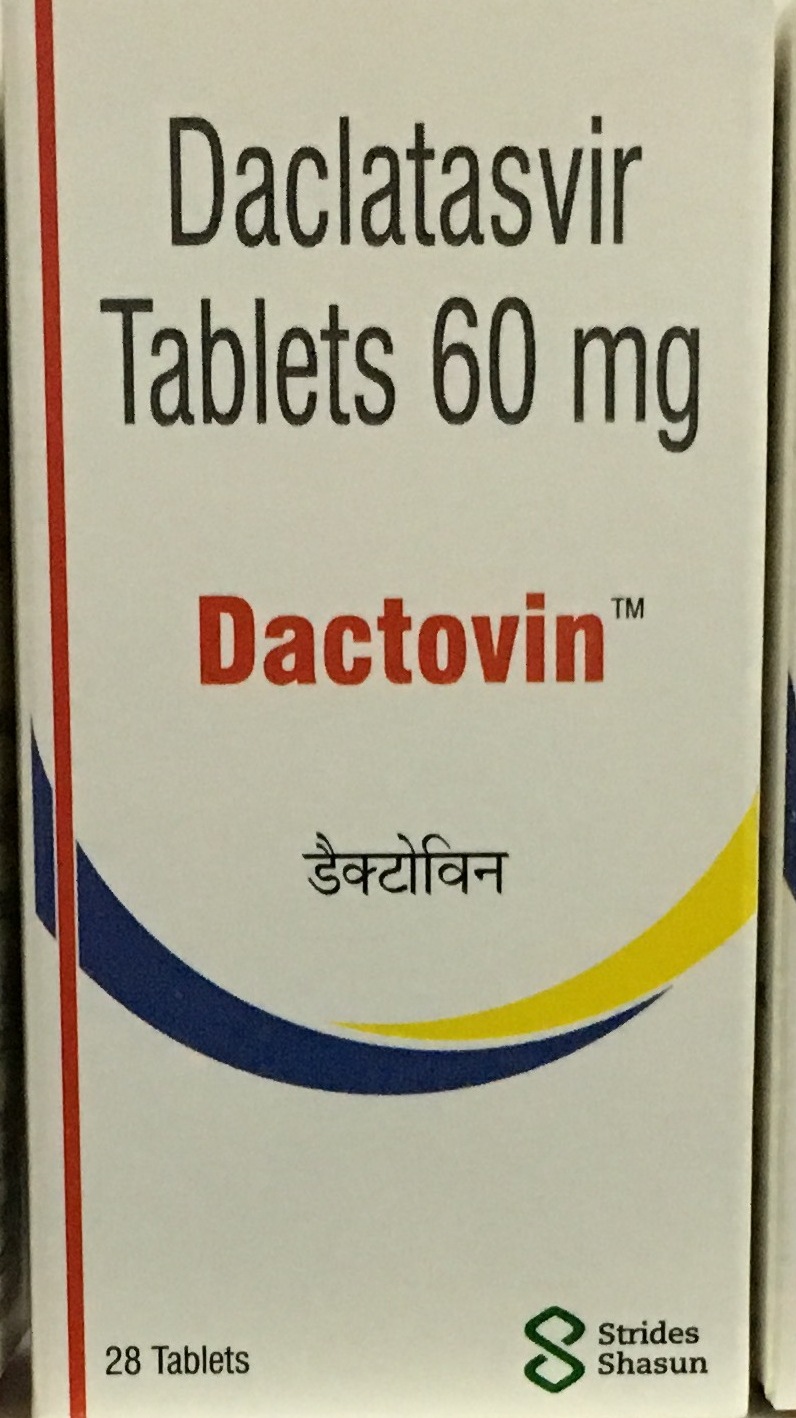 Daclatasvir
Tablets 60 mg
Dactovin™
डैक्टोविन
28 Tablets
Strides
Shasun